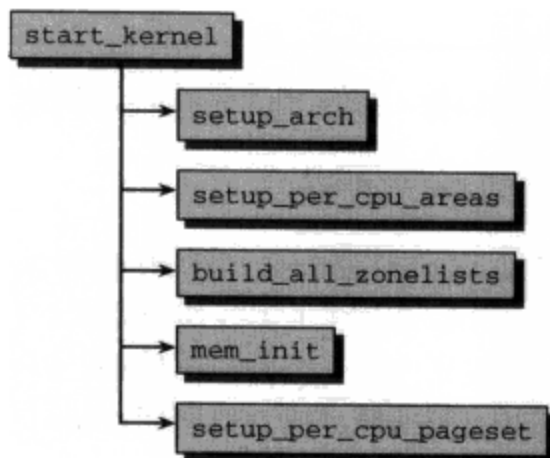 start_kernel
setup_arch
setup_per_cpu_areas
build_all_zonelists
mem_init
setup_per_cpu_pageset